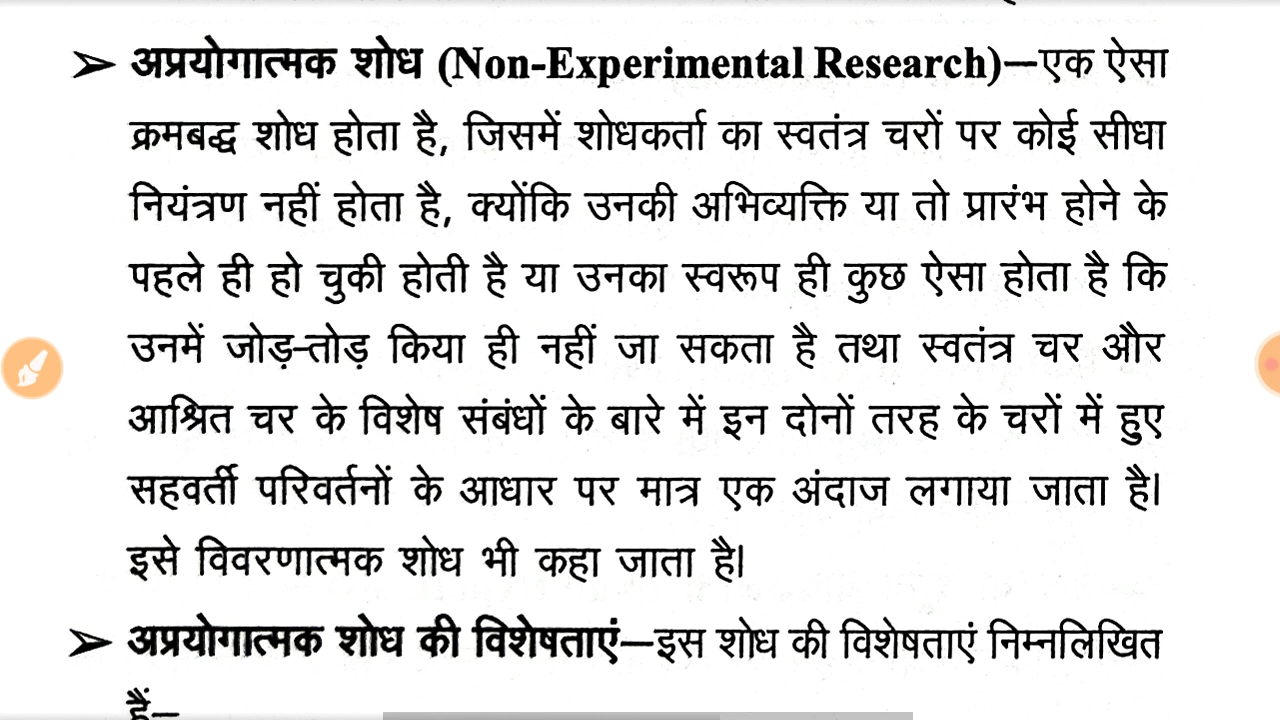 ➢ अप्रयोगात्मक शोध (Non-Experimental Research)—एक ऐसा
क्रमबद्ध शोध होता है, जिसमें शोधकर्ता का स्वतंत्र चरों पर कोई सीधा
नियंत्रण नहीं होता है, क्योंकि उनकी अभिव्यक्ति या तो प्रारंभ होने के
पहले ही हो चुकी होती है या उनका स्वरूप ही कुछ ऐसा होता है कि
उनमें जोड़-तोड़ किया ही नहीं जा सकता है तथा स्वतंत्र चर और
आश्रित चर के विशेष संबंधों के बारे में इन दोनों तरह के चरों में हुए
सहवर्ती परिवर्तनों के आधार पर मात्र एक अंदाज लगाया जाता है।
इसे विवरणात्मक शोध भी कहा जाता है।
➢ अप्रयोगात्मक शोध की विशेषताएं—इस शोध की विशेषताएं निम्नलिखित
हैं—